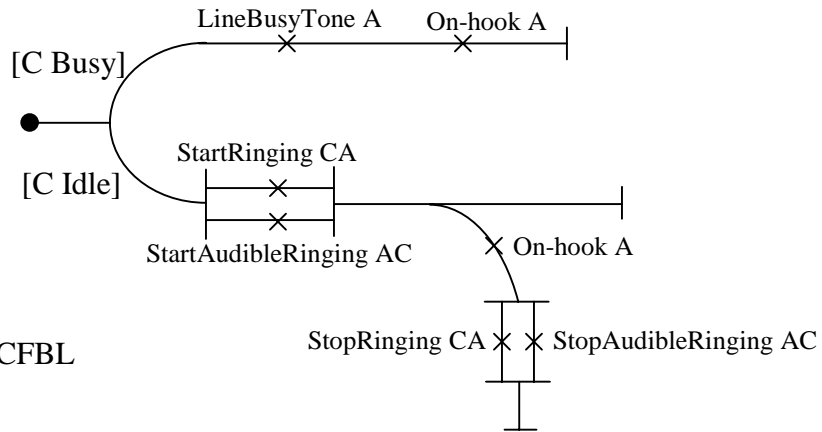 LineBusyTone A
On-hook A
[C Busy]
StartRinging CA
[C Idle]
StartAudibleRinging AC
On-hook A
StopRinging CA
StopAudibleRinging AC
CFBL